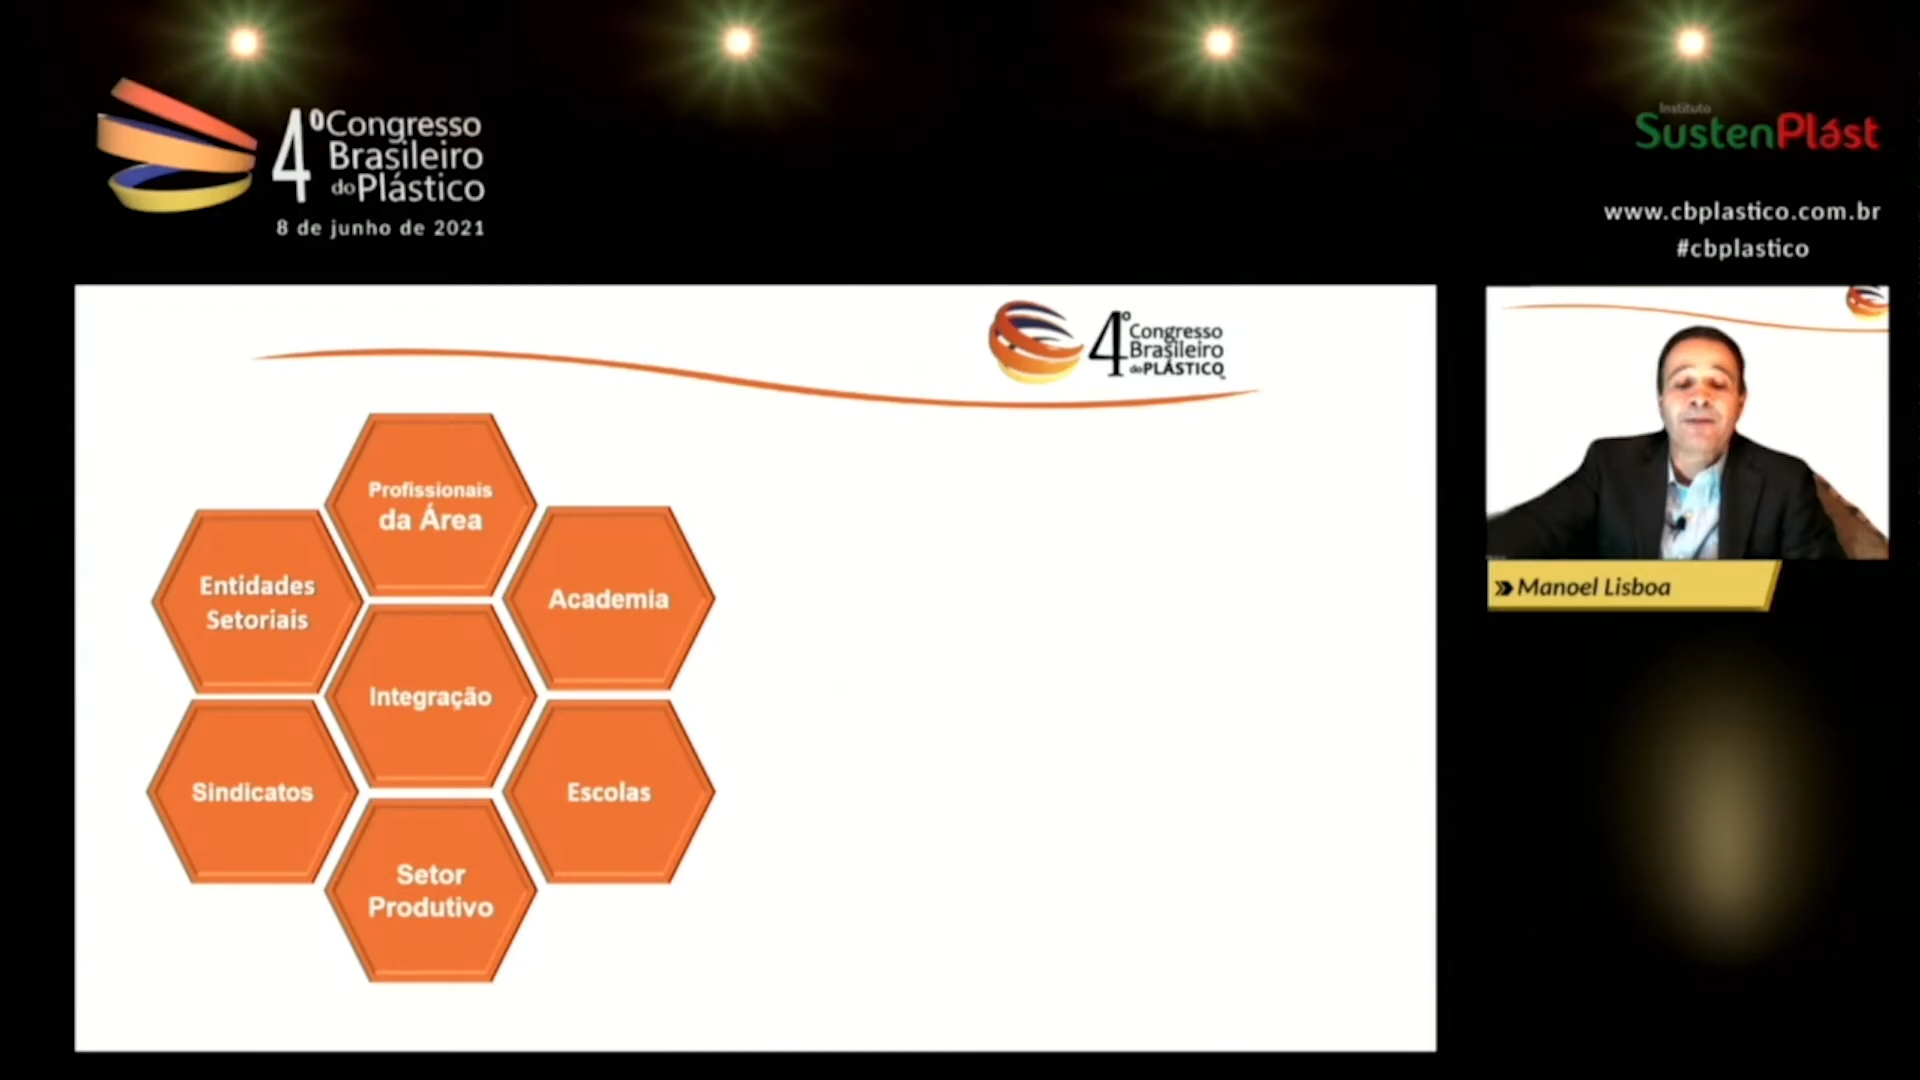 4º Congresso
Brasileiro
do Plástico
8 de junho de 2021
Instituto
SustenPlást
www.cbplastico.com.br
#cbplastico
4º Congresso
Brasileiro
do PLÁSTICO
Profissionais
da Área
Entidades
Setoriais
Academia
Integração
Sindicatos
Escolas
Setor
Produtivo
Manoel Lisboa